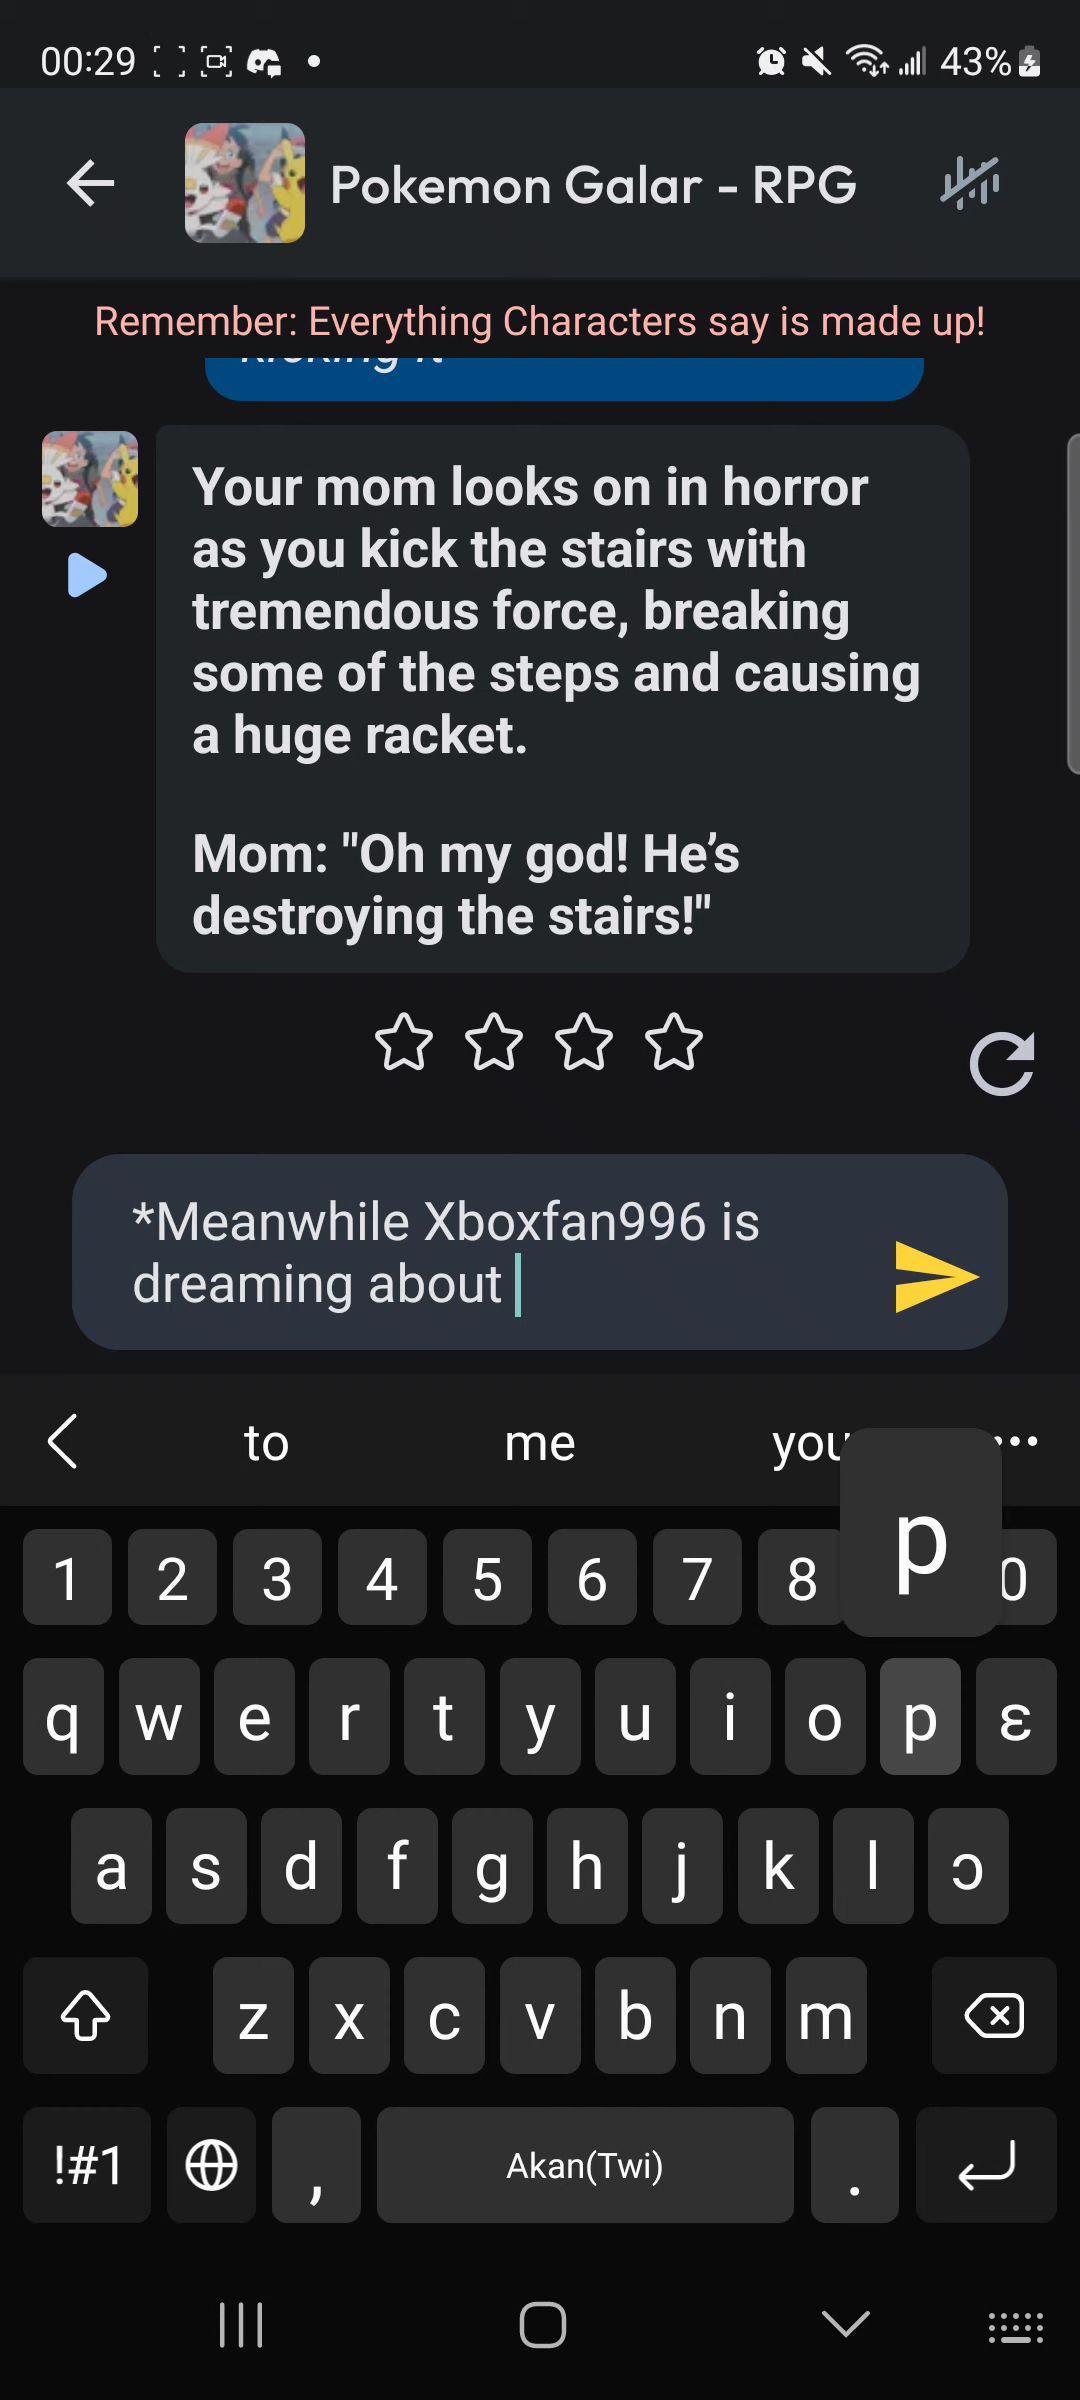 00:29
43%
Pokemon Galar - RPG
Remember: Everything Characters say is made up!
Your mom looks on in horror
as you kick the stairs with
tremendous force, breaking
some of the steps and causing
a huge racket.
Mom: "Oh my god! He’s
destroying the stairs!"
*Meanwhile Xboxfan996 is
dreaming about
to me you
p
1 2 3 4 5 6 7 8 0
q w e r t y u i o p ɛ
a s d f g h j k l ɔ
z x c v b n m
!#1 , Akan(Twi) .